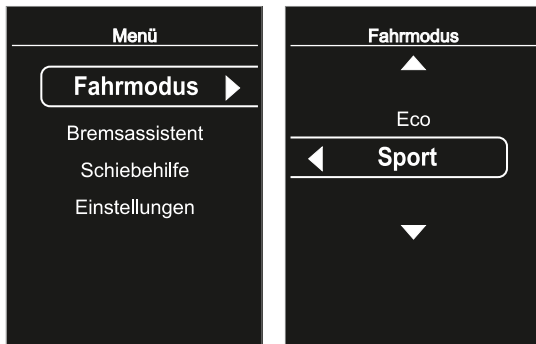 Menü
Fahrmodus
Bremsassistent
Schiebehilfe
Einstellungen
Fahrmodus
Eco
Sport